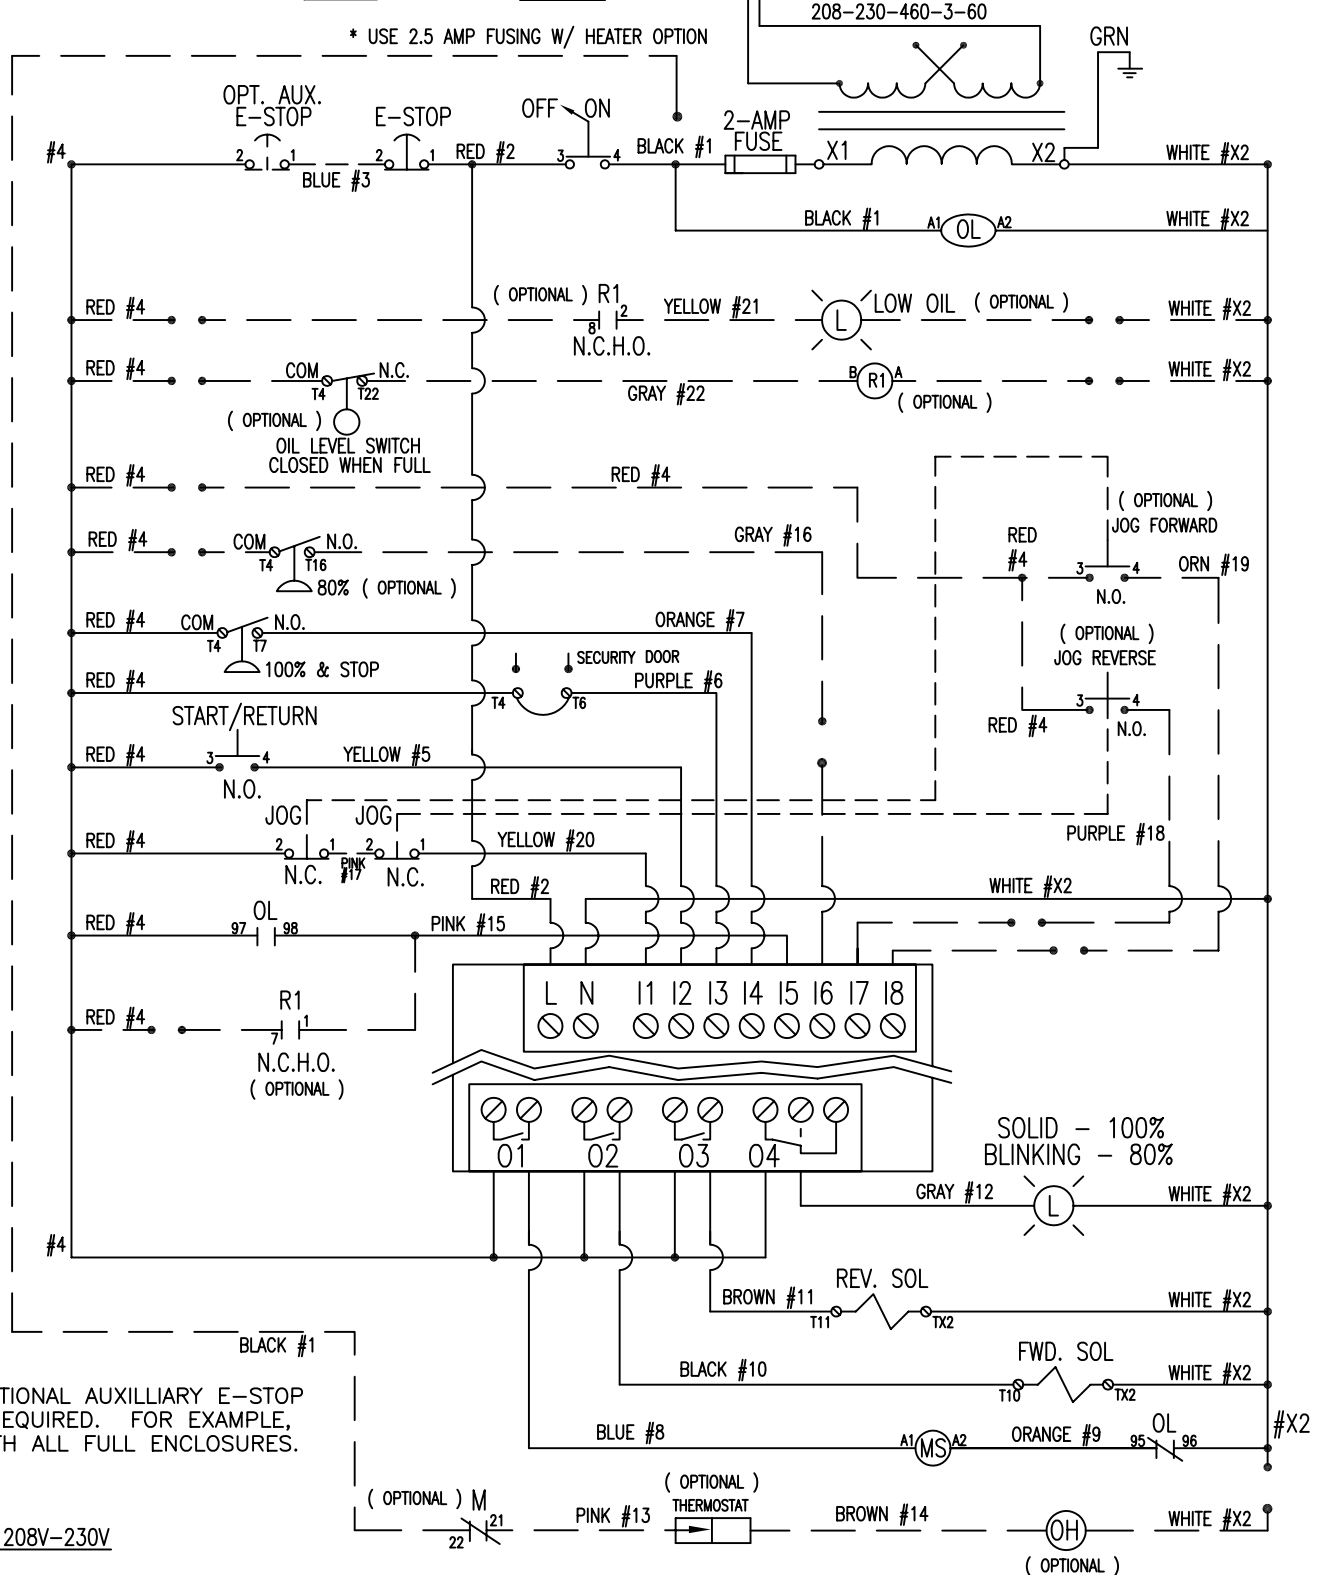 208-230-460-3-60
* USE 2.5 AMP FUSING W/ HEATER OPTION
GRN
OPT. AUX.
E-STOP
E-STOP
OFF
ON
2-AMP
FUSE
#4
2
1
BLUE #3
2
1
RED #2
3
4
BLACK #1
X1
X2
WHITE #X2
BLACK #1
A1
OL
A2
WHITE #X2
RED #4
( OPTIONAL )
R1
8
2
N.C.H.O.
YELLOW #21
L
LOW OIL
( OPTIONAL )
WHITE #X2
RED #4
COM
N.C.
T4
T22
GRAY #22
B
R1
A
( OPTIONAL )
WHITE #X2
( OPTIONAL )
OIL LEVEL SWITCH
CLOSED WHEN FULL
RED #4
RED #4
( OPTIONAL )
JOG FORWARD
RED #4
COM
N.O.
T4
T16
80% ( OPTIONAL )
GRAY #16
RED
#4
3
4
N.O.
ORN #19
RED #4
COM
N.O.
T4
T7
100% & STOP
ORANGE #7
( OPTIONAL )
JOG REVERSE
RED #4
SECURITY DOOR
T4
T6
PURPLE #6
RED #4
3
4
N.O.
START/RETURN
RED #4
3
4
N.O.
YELLOW #5
JOG
JOG
RED #4
2
1
N.C.
PINK
#17
2
1
N.C.
YELLOW #20
PURPLE #18
RED #2
WHITE #X2
RED #4
OL
97
98
PINK #15
L N I1 I2 I3 I4 I5 I6 I7 I8
RED #4
R1
7
1
N.C.H.O.
( OPTIONAL )
O1 O2 O3 O4
SOLID - 100%
BLINKING - 80%
GRAY #12
L
WHITE #X2
#4
REV. SOL
BROWN #11
T11
TX2
WHITE #X2
BLACK #1
FWD. SOL
BLACK #10
T10
TX2
WHITE #X2
TIONAL AUXILLIARY E-STOP
EQUIRED. FOR EXAMPLE,
TH ALL FULL ENCLOSURES.
BLUE #8
A1
MS
A2
ORANGE #9
OL
95
96
#X2
( OPTIONAL )
M
22
21
PINK #13
( OPTIONAL )
THERMOSTAT
BROWN #14
OH
( OPTIONAL )
WHITE #X2
208V-230V